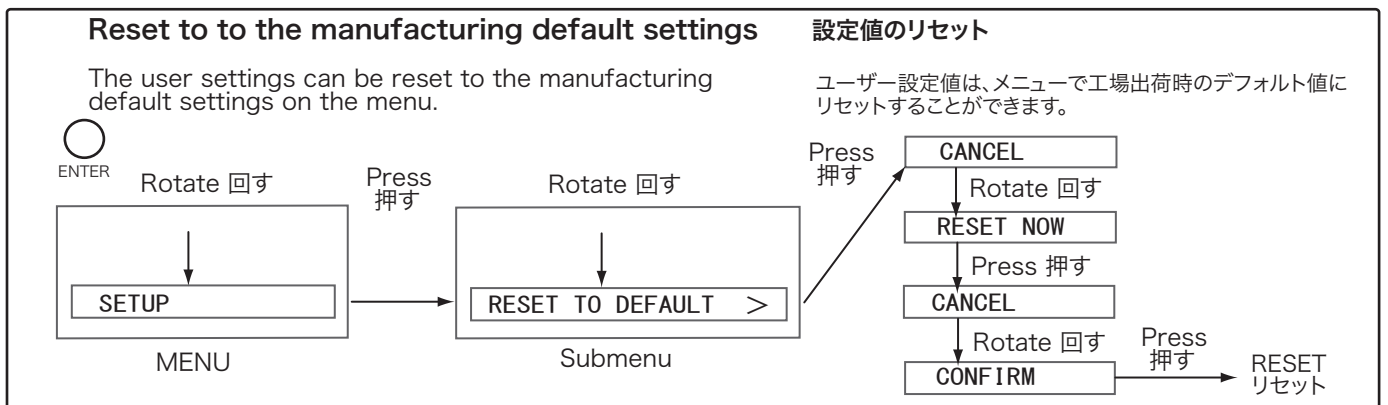 Reset to to the manufacturing default settings
設定値のリセット
The user settings can be reset to the manufacturing
default settings on the menu.
ユーザー設定値は、メニューで工場出荷時のデフォルト値に
リセットすることができます。
ENTER
Rotate 回す
Press
押す
Rotate 回す
Press
押す
SETUP
MENU
RESET TO DEFAULT >
Submenu
CANCEL
Rotate 回す
RESET NOW
Press 押す
CANCEL
Rotate 回す
CONFIRM
Press
押す
RESET
リセット